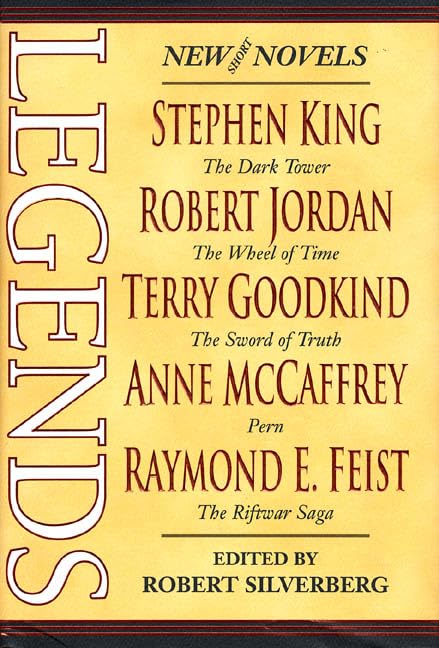 LEGENDS
NEW SHORT NOVELS
STEPHEN KING
The Dark Tower
ROBERT JORDAN
The Wheel of Time
TERRY GOODKIND
The Sword of Truth
ANNE McCAFFREY
Pern
RAYMOND E. FEIST
The Riftwar Saga
EDITED BY
ROBERT SILVERBERG